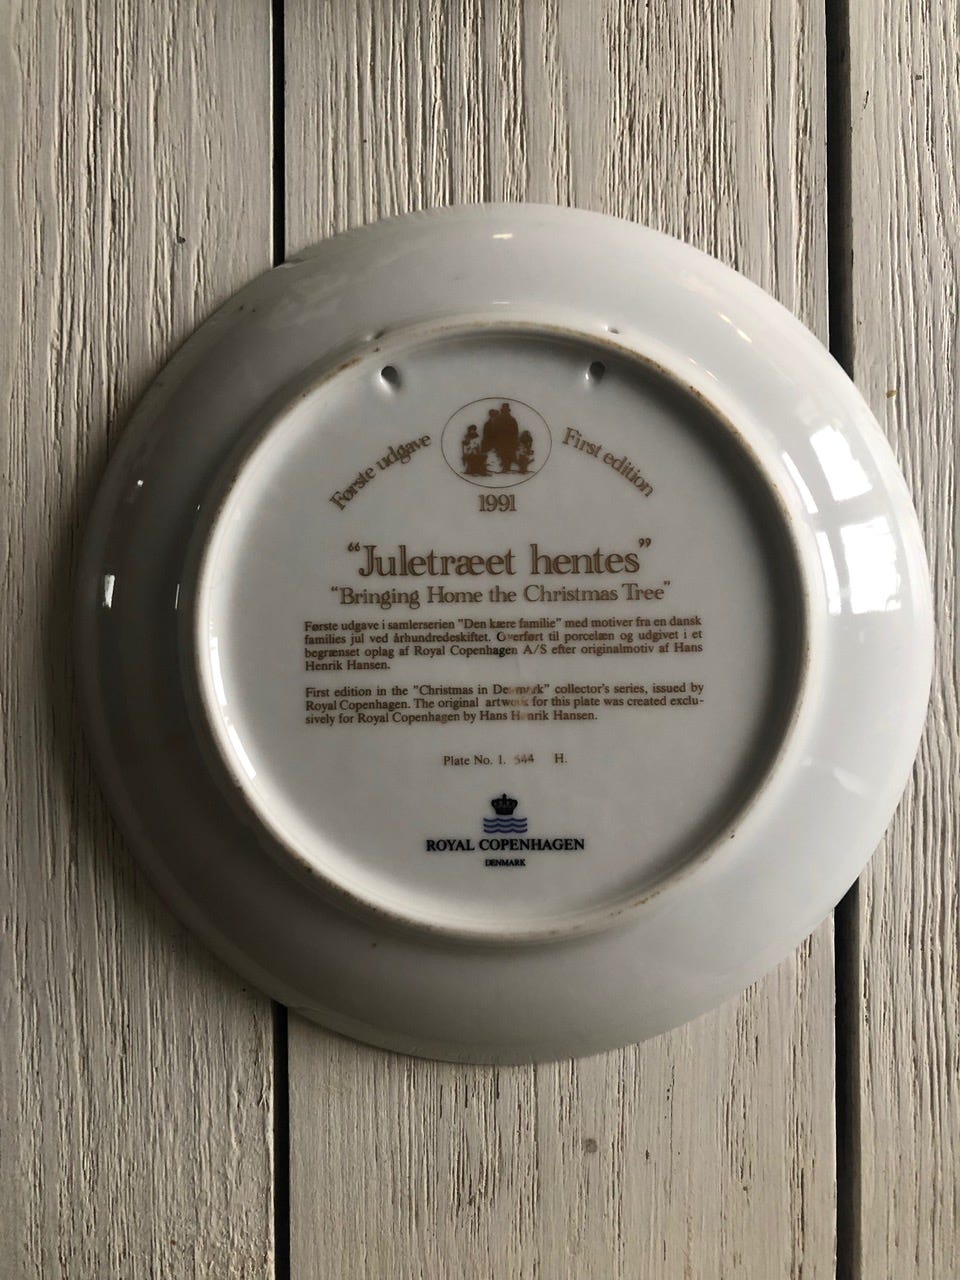 Første udgave
First edition
1991
“Juletræet hentes”
“Bringing Home the Christmas Tree”
Første udgave i samlerserien "Den kære familie" med motiver fra en dansk
families jul ved århundredeskiftet. Overført til porcelæn og udgivet i et
begrænset oplag af Royal Copenhagen A/S efter originalmotiv af Hans
Henrik Hansen.
First edition in the "Christmas in Denmark" collector's series, issued by
Royal Copenhagen. The original artwork for this plate was created exclu-
sively for Royal Copenhagen by Hans Henrik Hansen.
Plate No. 1. 544 H.
ROYAL COPENHAGEN
DENMARK